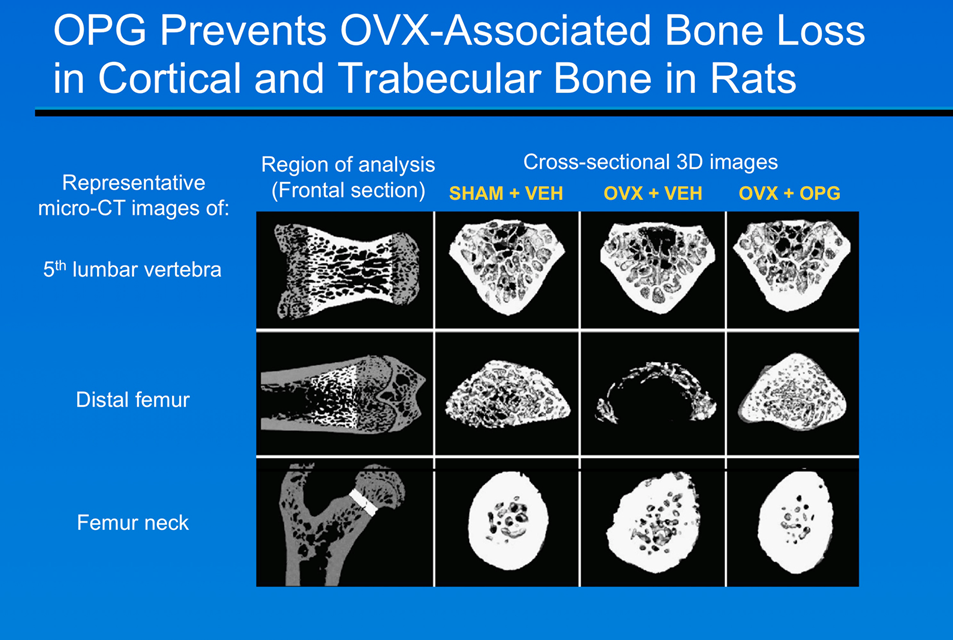 OPG Prevents OVX-Associated Bone Loss
in Cortical and Trabecular Bone in Rats
Representative
micro-CT images of:
Region of analysis
(Frontal section)
Cross-sectional 3D images
SHAM + VEH
OVX + VEH
OVX + OPG
5th lumbar vertebra
Distal femur
Femur neck